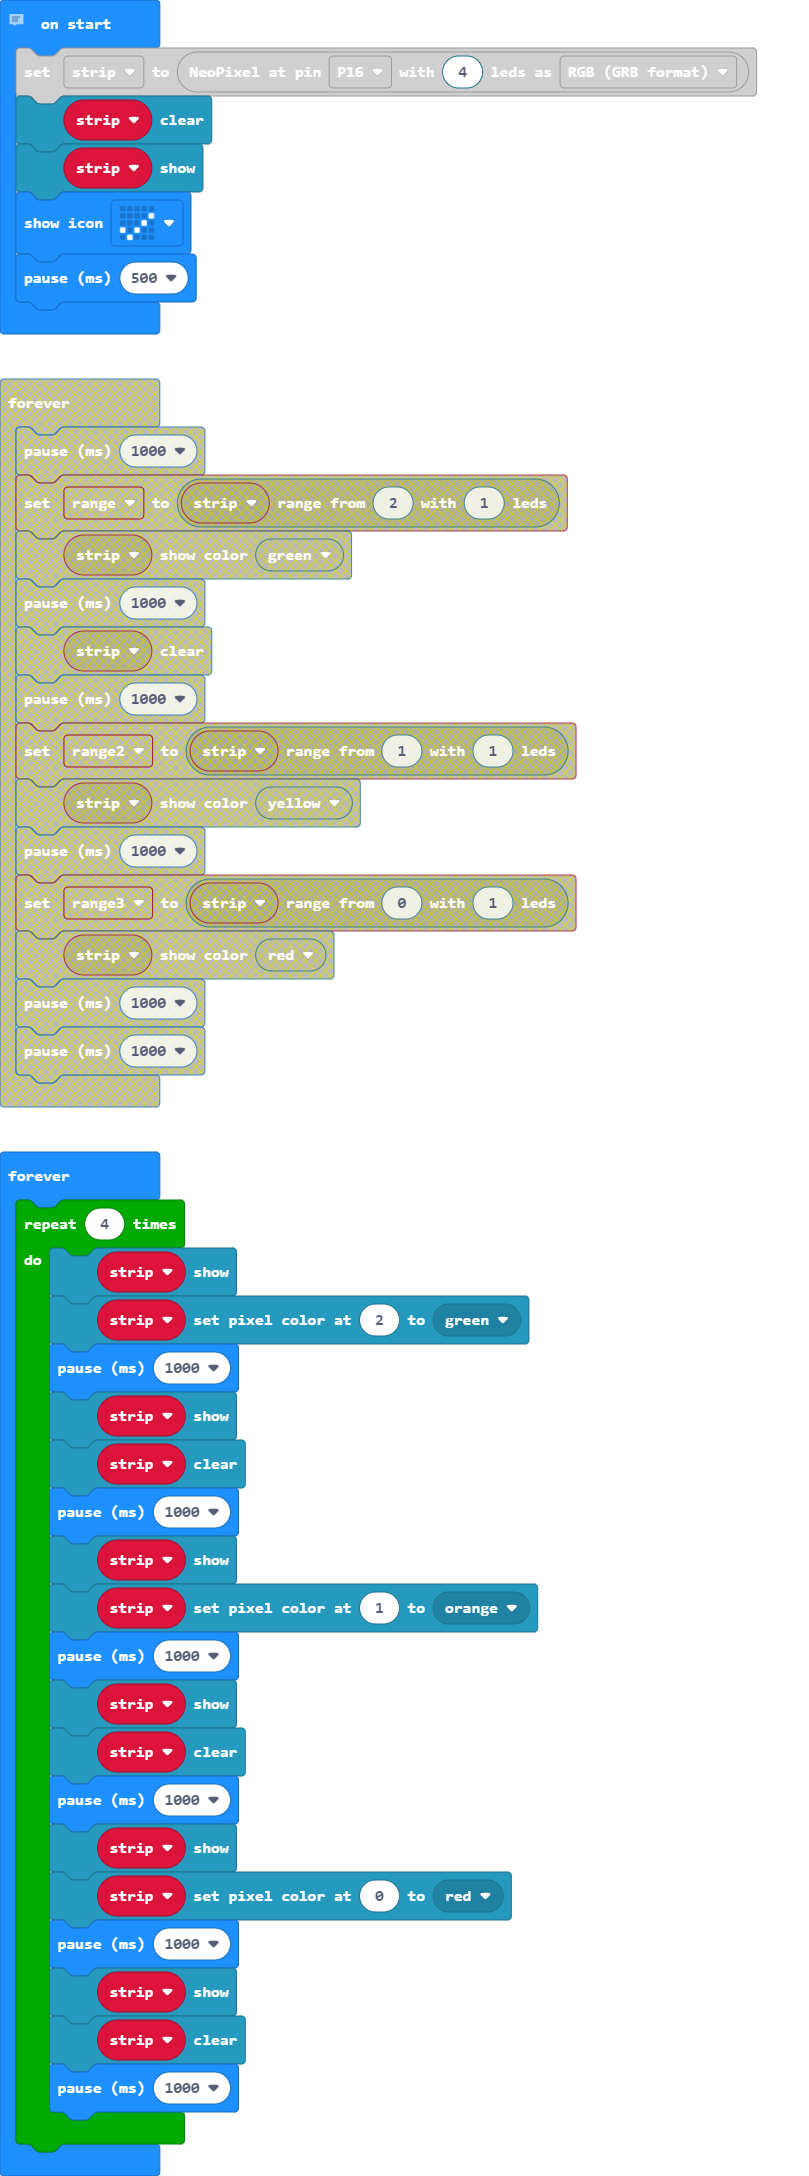 on start
set strip to NeoPixel at pin P16 with 4 leds as RGB (GRB format)
strip clear
strip show
show icon
pause (ms) 500
forever
pause (ms) 1000
set range to strip range from 2 with 1 leds
strip show color green
pause (ms) 1000
strip clear
pause (ms) 1000
set range2 to strip range from 1 with 1 leds
strip show color yellow
pause (ms) 1000
set range3 to strip range from 0 with 1 leds
strip show color red
pause (ms) 1000
pause (ms) 1000
forever
repeat 4 times
do strip show
strip set pixel color at 2 to green
pause (ms) 1000
strip show
strip clear
pause (ms) 1000
strip show
strip set pixel color at 1 to orange
pause (ms) 1000
strip show
strip clear
pause (ms) 1000
strip show
strip set pixel color at 0 to red
pause (ms) 1000
strip show
strip clear
pause (ms) 1000